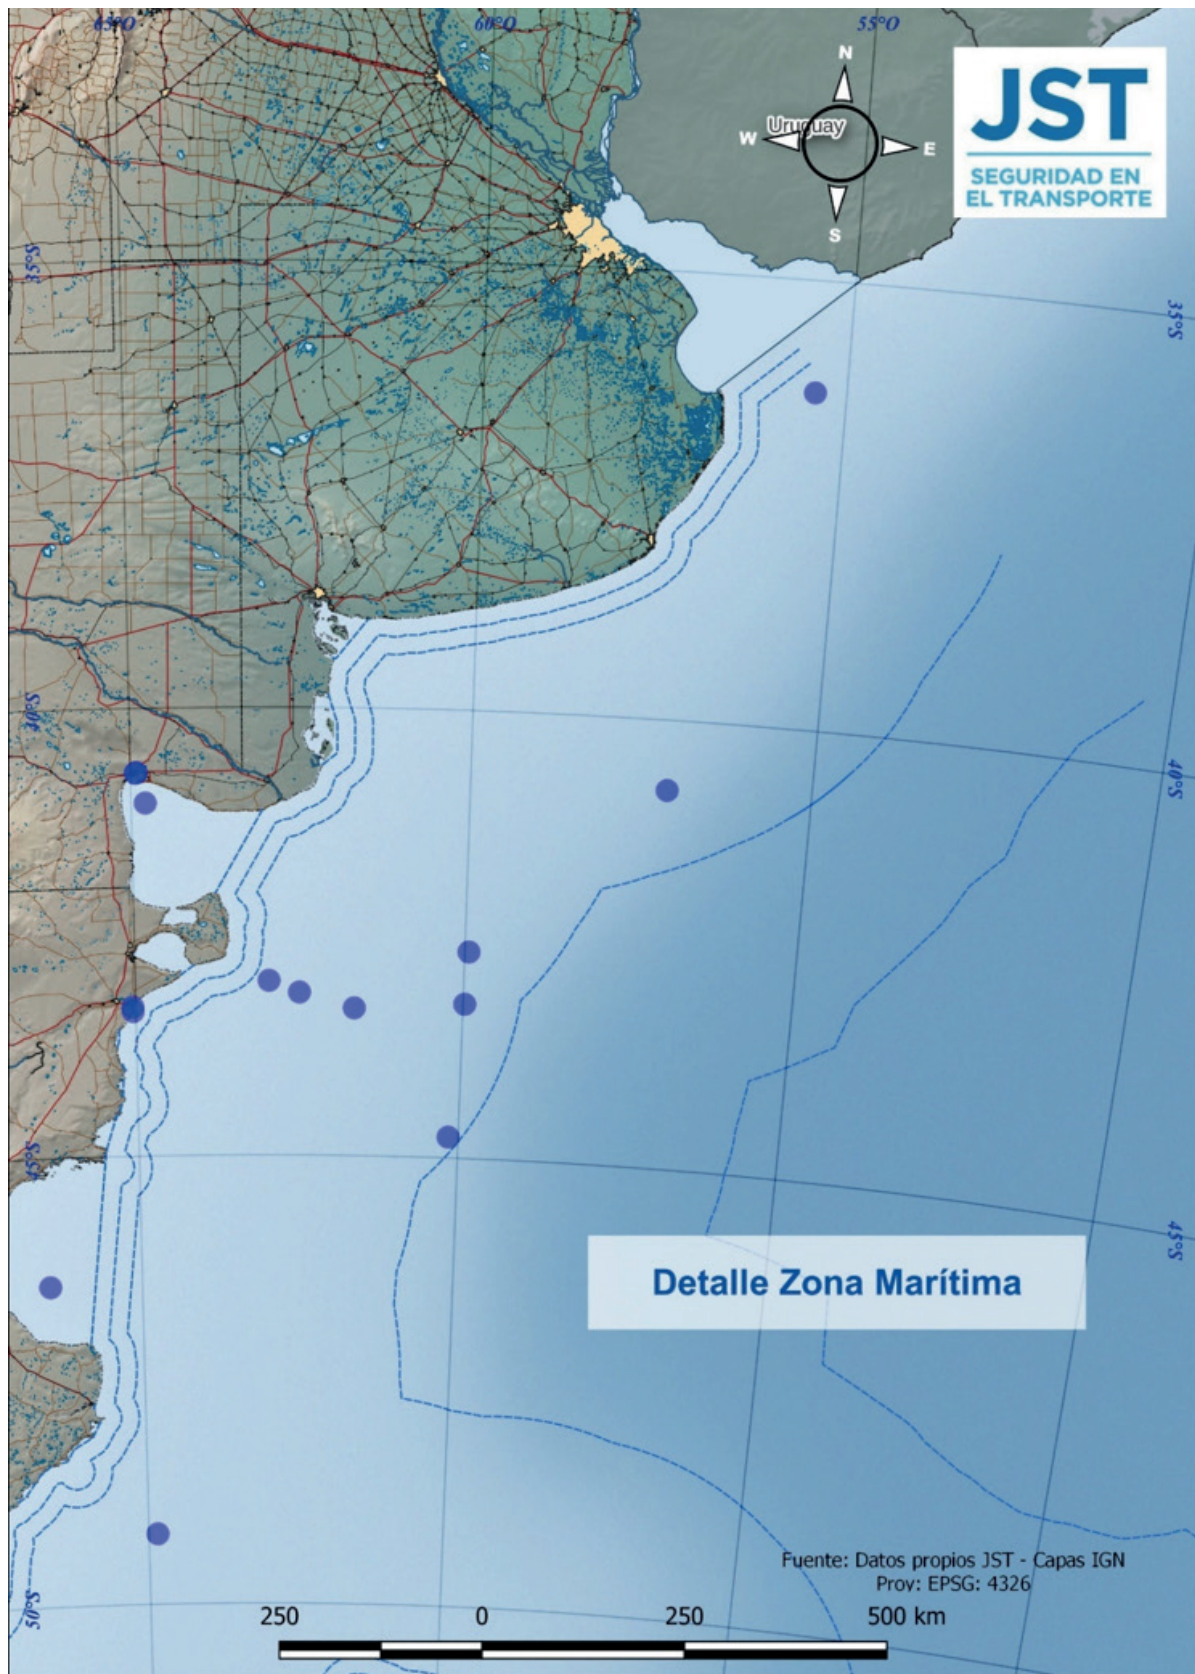 65°O
60°O
55°O
N
W
Uruguay
E
S
JST
SEGURIDAD EN
EL TRANSPORTE
35°S
35°S
40°S
40°S
45°S
45°S
Detalle Zona Marítima
Fuente: Datos propios JST - Capas IGN
Proy: EPSG: 4326
50°S
250 0 250 500 km